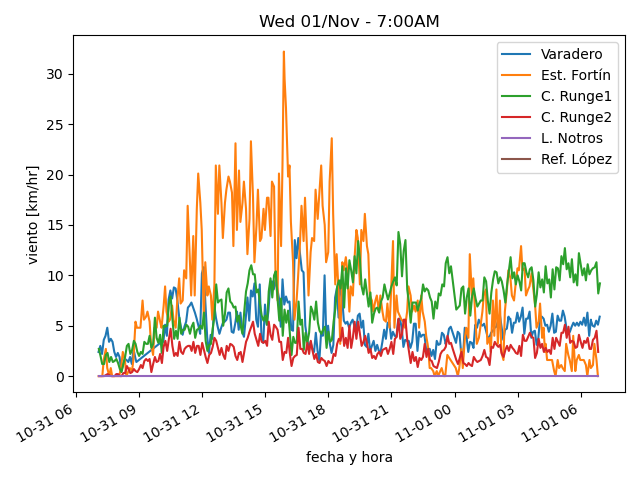 Wed 01/Nov - 7:00AM
Varadero
Est. Fortín
C. Runge1
C. Runge2
L. Notros
Ref. López
viento [km/hr]
30
25
20
15
10
5
0
10-31 06
10-31 09
10-31 12
10-31 15
10-31 18
10-31 21
11-01 00
11-01 03
11-01 06
fecha y hora